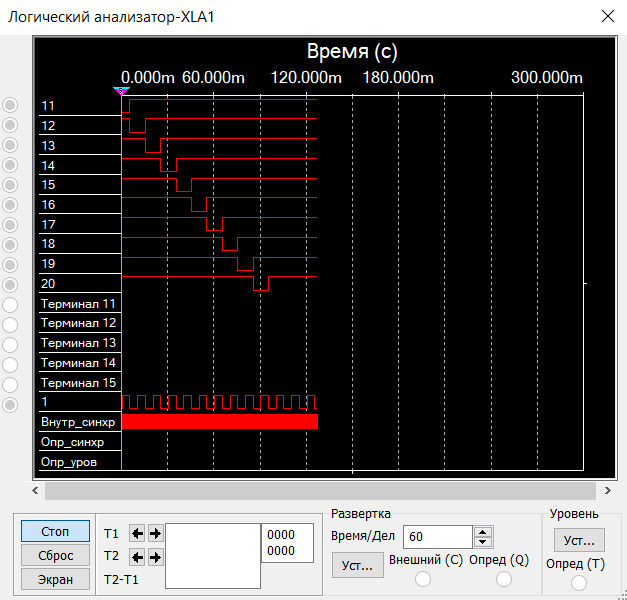 Логический анализатор-XLA1
Время (с)
0.000m 60.000m 120.000m 180.000m 300.000m
11
12
13
14
15
16
17
18
19
20
Терминал 11
Терминал 12
Терминал 13
Терминал 14
Терминал 15
1
Внутр_синхр
Опр_синхр
Опр_уров
Стоп
Сброс
Экран
T1
T2
T2-T1
0000
0000
Развертка
Время/Дел 60
Уст...
Внешний (C) Опред (Q)
Уровень
Уст...
Опред (T)